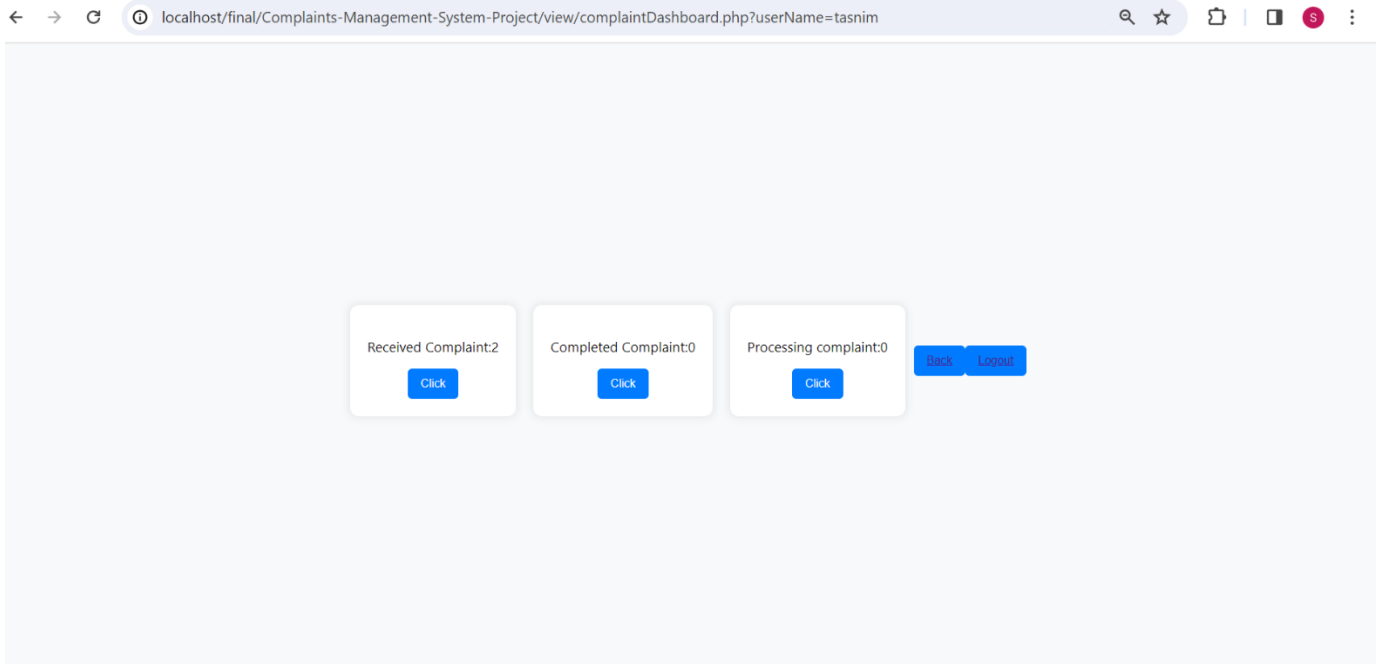 localhost/final/Complaints-Management-System-Project/view/complaintDashboard.php?userName=tasnim
S
Received Complaint:2
Click
Completed Complaint:0
Click
Processing complaint:0
Click
Back
Logout